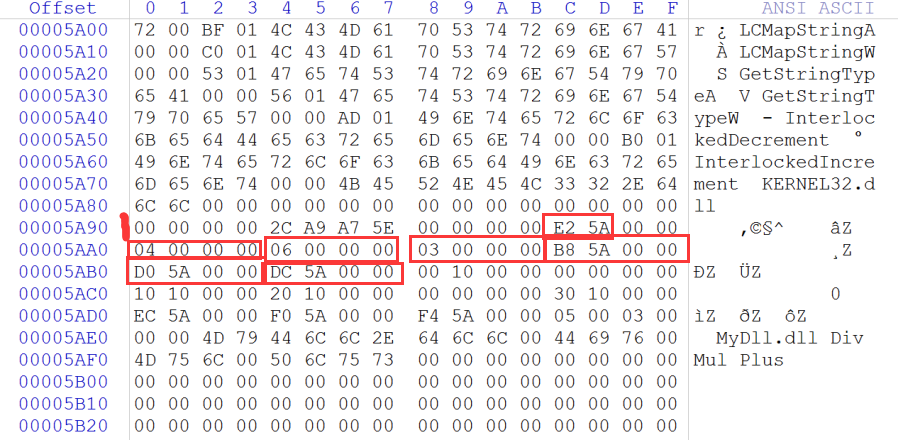 Offset 0 1 2 3 4 5 6 7 8 9 A B C D E F ANSI ASCII
00005A00 72 00 BF 01 4C 43 4D 61 70 53 74 72 69 6E 67 41 r ¿ LCMapStringA
00005A10 00 00 C0 01 4C 43 4D 61 70 53 74 72 69 6E 67 57 À LCMapStringW
00005A20 00 00 53 01 47 65 74 53 74 72 69 6E 67 54 79 70 S GetStringTyp
00005A30 65 41 00 00 56 01 47 65 74 53 74 72 69 6E 67 54 eA V GetStringT
00005A40 79 70 65 57 00 00 AD 01 49 6E 74 65 72 6C 6F 63 ypeW - Interloc
00005A50 6B 65 64 44 65 63 72 65 6D 65 6E 74 00 00 B0 01 kedDecrement °
00005A60 49 6E 74 65 72 6C 6F 63 6B 65 64 49 6E 63 72 65 InterlockedIncre
00005A70 6D 65 6E 74 00 00 4B 45 52 4E 45 4C 33 32 2E 64 ment KERNEL32.d
00005A80 6C 6C 00 00 00 00 00 00 00 00 00 00 00 00 00 00 ll
00005A90 00 00 00 00 2C A9 A7 5E 00 00 00 00 E2 5A 00 00 ,©§^ âZ
00005AA0 04 00 00 00 06 00 00 00 03 00 00 00 B8 5A 00 00 ¸Z
00005AB0 D0 5A 00 00 DC 5A 00 00 00 10 00 00 00 00 00 00 ÐZ ÜZ
00005AC0 10 10 00 00 20 10 00 00 00 00 00 00 30 10 00 00 0
00005AD0 EC 5A 00 00 F0 5A 00 00 F4 5A 00 00 05 00 03 00 ìZ ðZ ôZ
00005AE0 00 00 4D 79 44 6C 6C 2E 64 6C 6C 00 44 69 76 00 MyDll.dll Div
00005AF0 4D 75 6C 00 50 6C 75 73 00 00 00 00 00 00 00 00 Mul Plus
00005B00 00 00 00 00 00 00 00 00 00 00 00 00 00 00 00 00
00005B10 00 00 00 00 00 00 00 00 00 00 00 00 00 00 00 00
00005B20 00 00 00 00 00 00 00 00 00 00 00 00 00 00 00 00